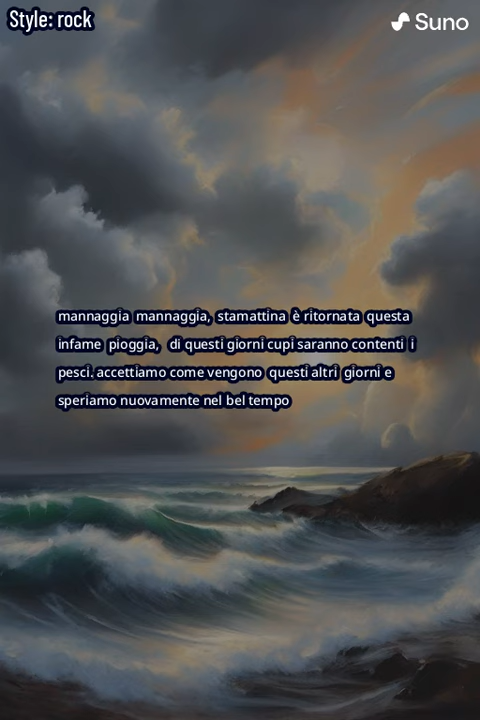 Style: rock
Suno
mannaggia mannaggia, stamattina è ritornata questa
infame pioggia, di questi giorni cupi saranno contenti i
pesci. accettiamo come vengono questi altri giorni e
speriamo nuovamente nel bel tempo